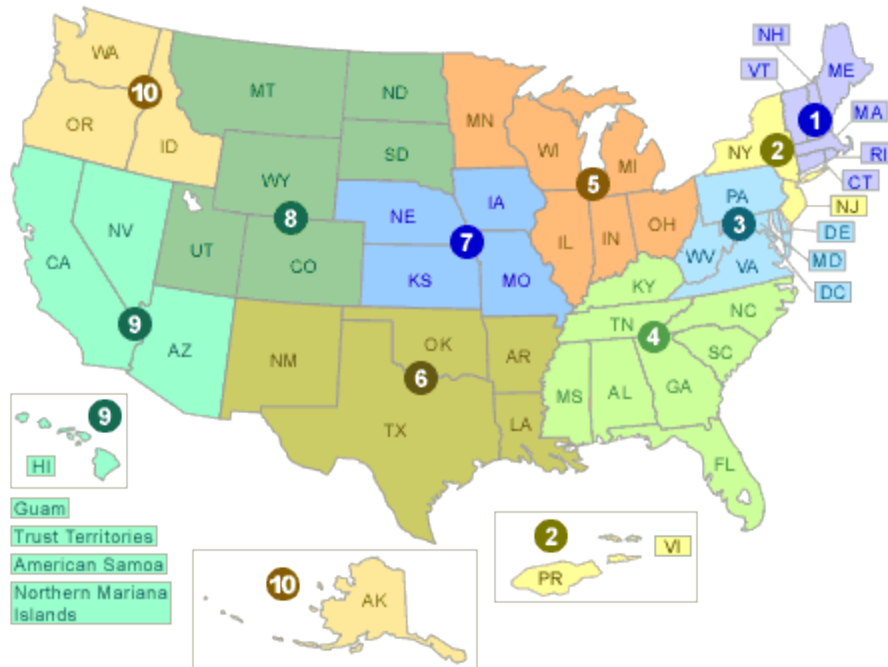 NH
WA
VT
ME
MT
ND
10
MN
MA
OR
1
ID
SD
WI
MI
NY
2
RI
WY
5
CT
IA
PA
NJ
NE
8
3
NV
IL
IN
OH
DE
UT
7
WV
CA
CO
KS
MO
VA
MD
KY
DC
NC
9
TN
4
AZ
OK
AR
SC
NM
6
MS
AL
GA
9
TX
LA
HI
FL
Guam
2
Trust Territories
VI
American Samoa
10
PR
Northern Mariana
Islands
AK